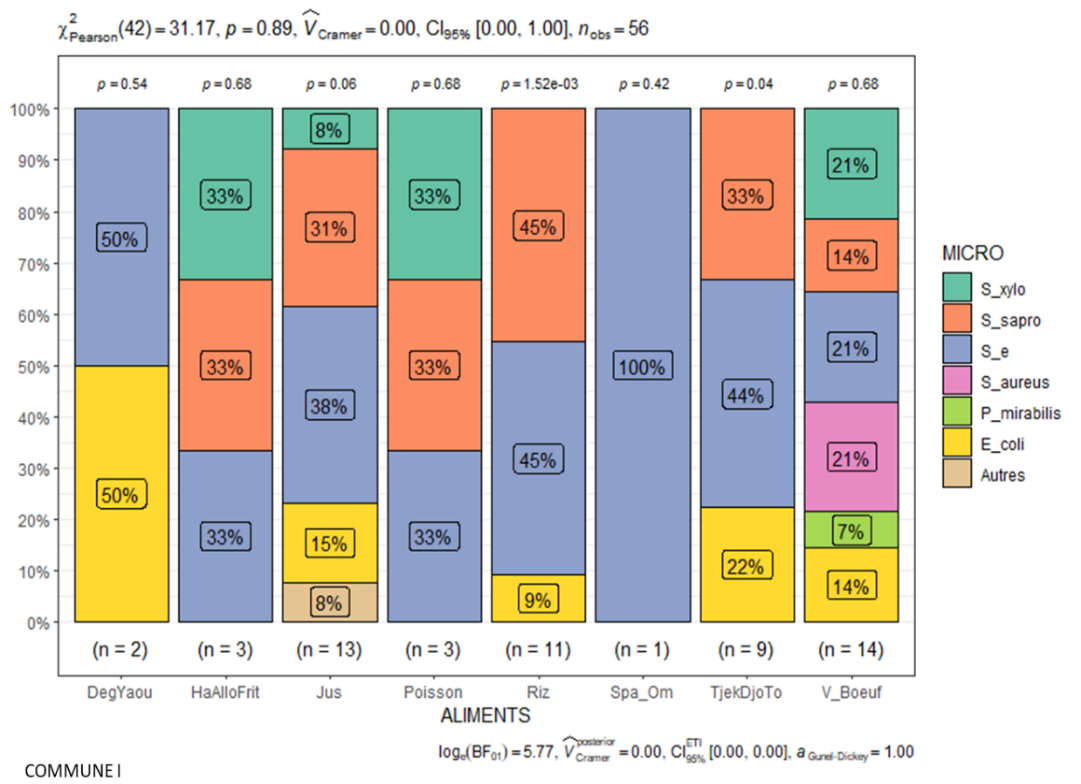 χ²Pearson(42) = 31.17, p = 0.89, V̂Cramer = 0.00, CI95% [0.00, 1.00], nobs = 56
p = 0.54 p = 0.68 p = 0.06 p = 0.68 p = 1.52e-03 p = 0.42 p = 0.04 p = 0.68
100%
90%
80%
70%
60%
50%
40%
30%
20%
10%
0%
50%
50%
33%
33%
33%
8%
31%
38%
15%
8%
33%
33%
33%
45%
45%
9%
100%
33%
44%
22%
21%
14%
21%
21%
7%
14%
(n = 2) (n = 3) (n = 13) (n = 3) (n = 11) (n = 1) (n = 9) (n = 14)
DegYaou HaAlloFrit Jus Poisson Riz Spa_Om TjekDjoTo V_Boeuf
ALIMENTS
MICRO
S_xylo
S_sapro
S_e
S_aureus
P_mirabilis
E_coli
Autres
loge(BF01) = 5.77, V̂posteriorCramer = 0.00, CIETI95% [0.00, 0.00], aGunel-Dickey = 1.00
COMMUNE I